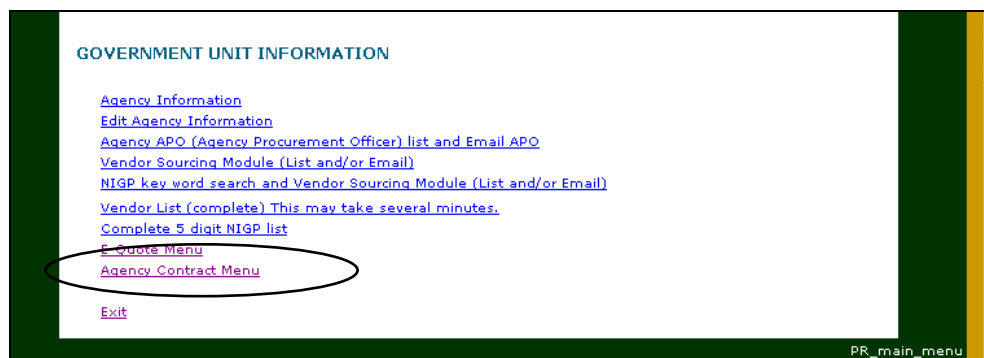 GOVERNMENT UNIT INFORMATION
Agency Information
Edit Agency Information
Agency APO (Agency Procurement Officer) list and Email APO
Vendor Sourcing Module (List and/or Email)
NIGP key word search and Vendor Sourcing Module (List and/or Email)
Vendor List (complete) This may take several minutes.
Complete 5 digit NIGP list
E-Quote Menu
Agency Contract Menu
Exit
PR_main_menu